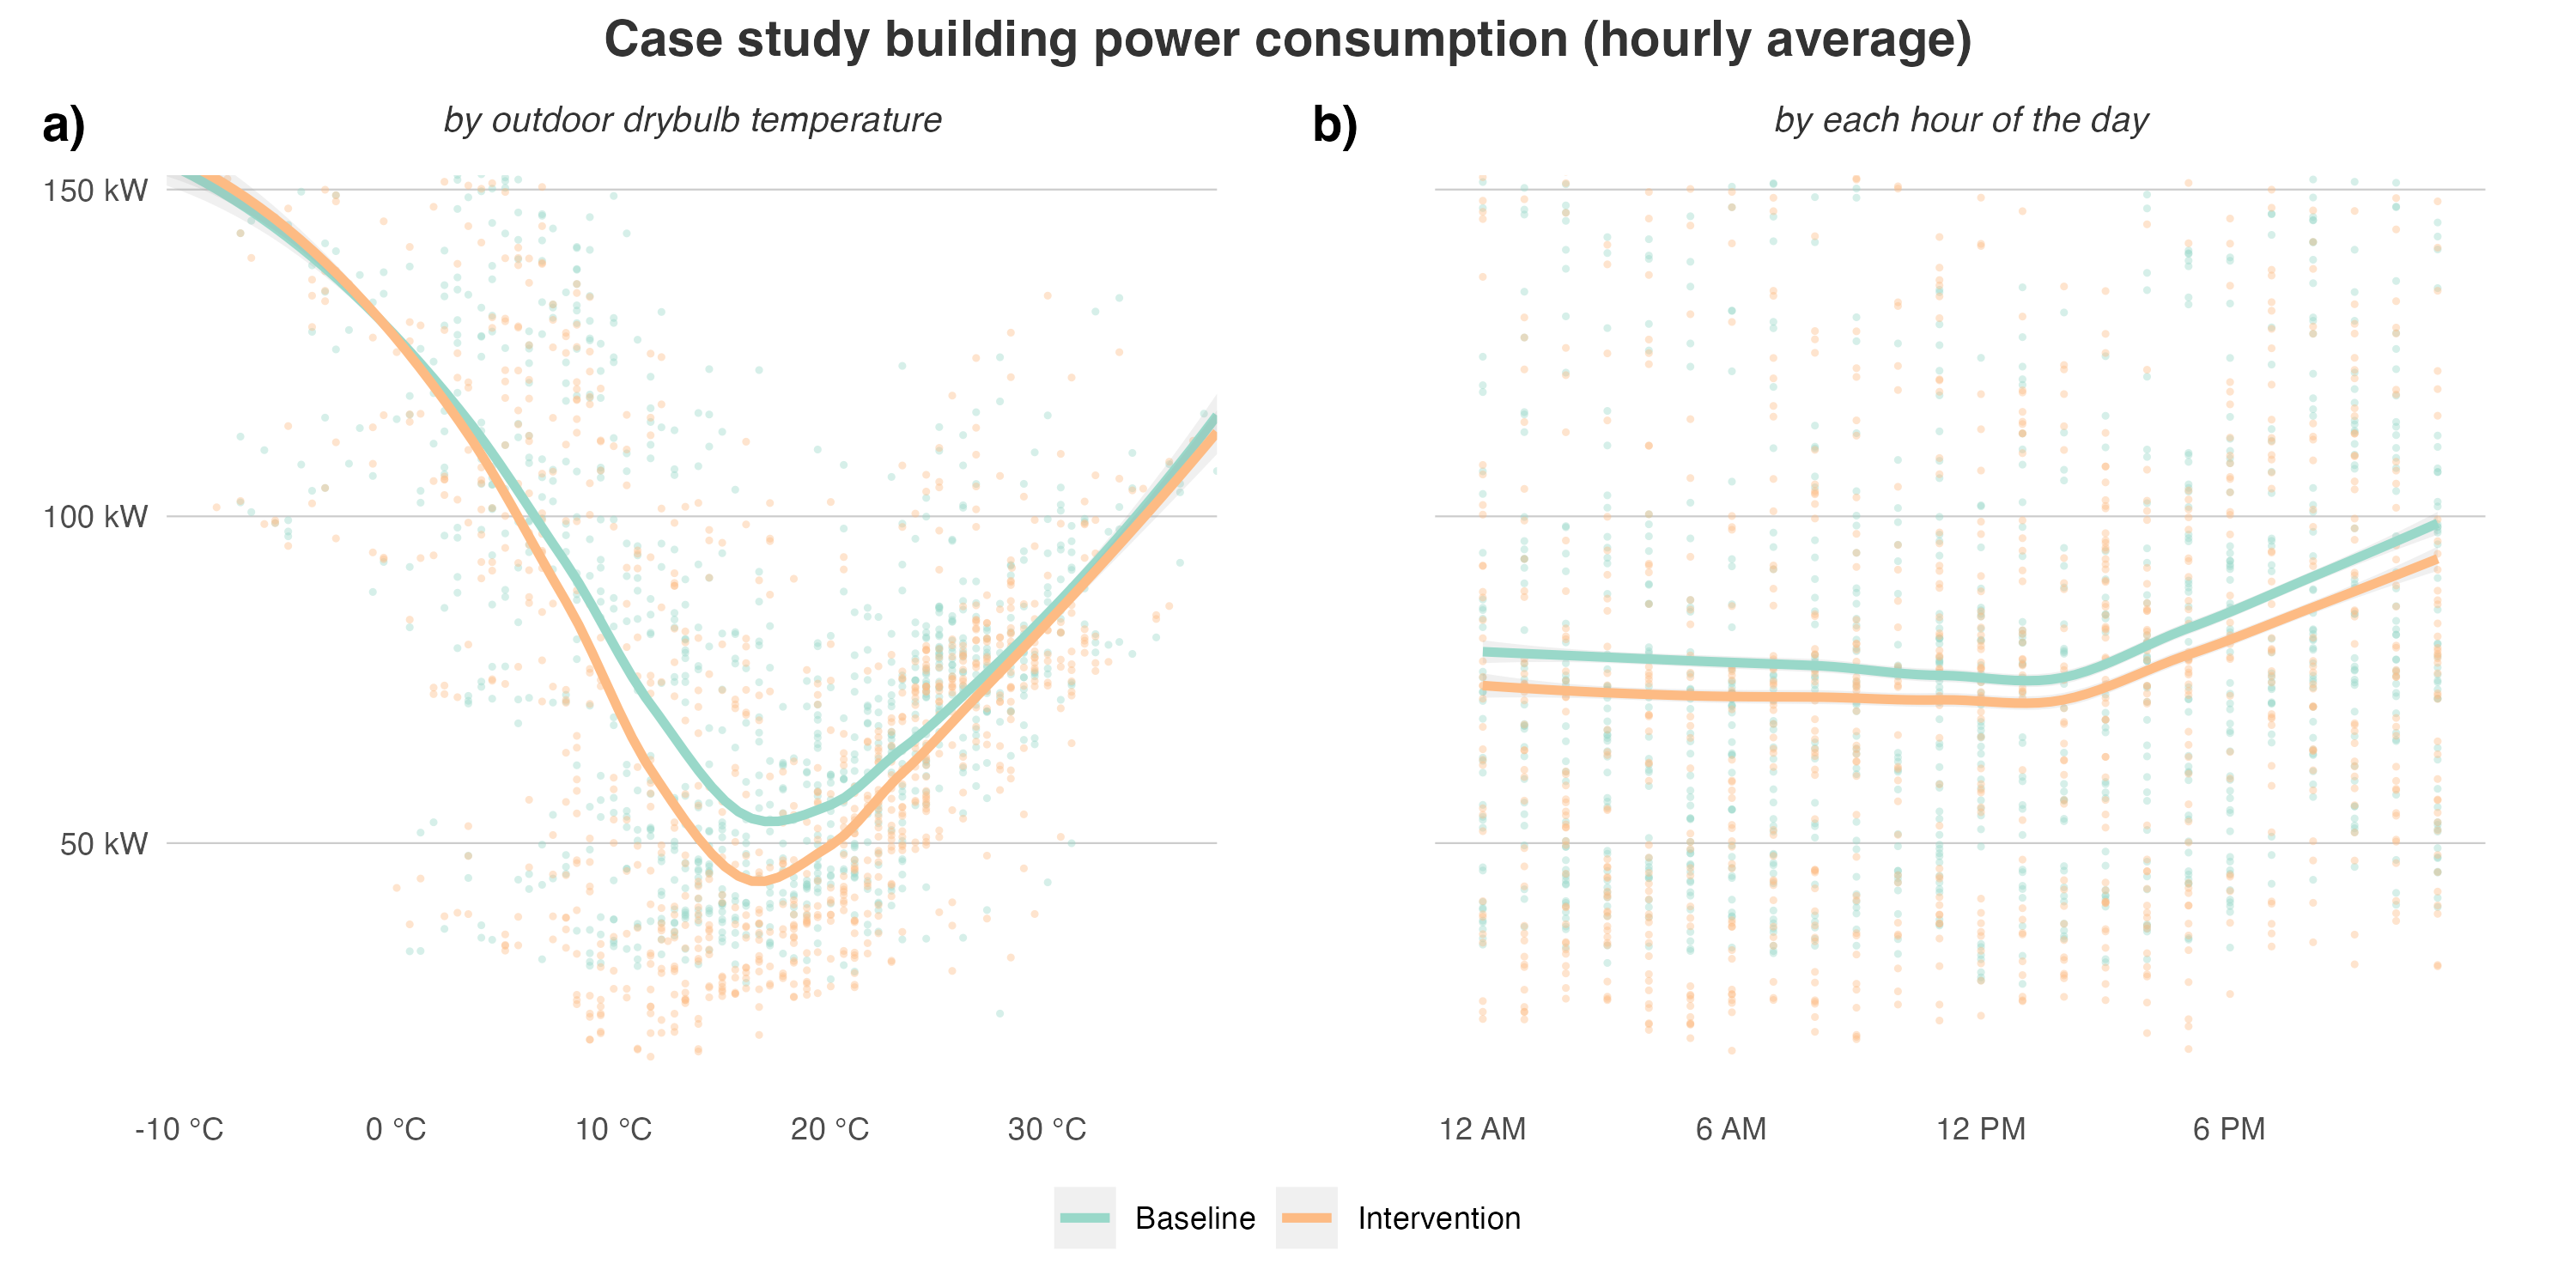 Case study building power consumption (hourly average)
a)
by outdoor drybulb temperature
150 kW
100 kW
50 kW
-10 °C 0 °C 10 °C 20 °C 30 °C
b)
by each hour of the day
12 AM 6 AM 12 PM 6 PM
Baseline Intervention